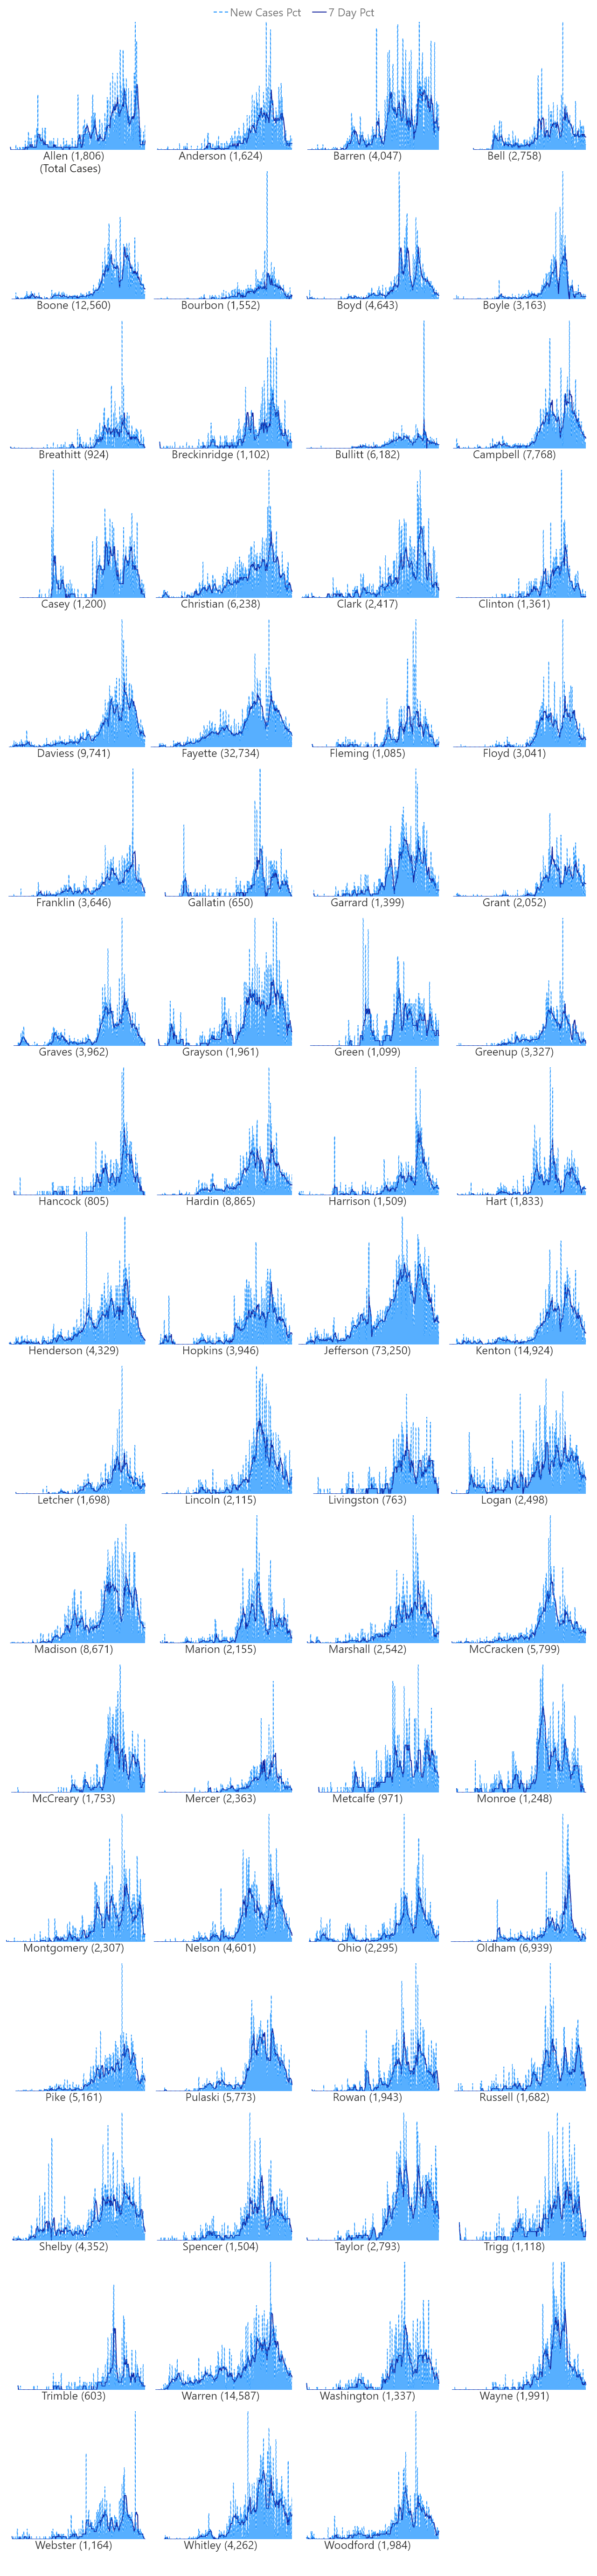 New Cases Pct 7 Day Pct
Allen (1,806) Anderson (1,624) Barren (4,047) Bell (2,758)
(Total Cases)
Boone (12,560) Bourbon (1,552) Boyd (4,643) Boyle (3,163)
Breathitt (924) Breckinridge (1,102) Bullitt (6,182) Campbell (7,768)
Casey (1,200) Christian (6,238) Clark (2,417) Clinton (1,361)
Daviess (9,741) Fayette (32,734) Fleming (1,085) Floyd (3,041)
Franklin (3,646) Gallatin (650) Garrard (1,399) Grant (2,052)
Graves (3,962) Grayson (1,961) Green (1,099) Greenup (3,327)
Hancock (805) Hardin (8,865) Harrison (1,509) Hart (1,833)
Henderson (4,329) Hopkins (3,946) Jefferson (73,250) Kenton (14,924)
Letcher (1,698) Lincoln (2,115) Livingston (763) Logan (2,498)
Madison (8,671) Marion (2,155) Marshall (2,542) McCracken (5,799)
McCreary (1,753) Mercer (2,363) Metcalfe (971) Monroe (1,248)
Montgomery (2,307) Nelson (4,601) Ohio (2,295) Oldham (6,939)
Pike (5,161) Pulaski (5,773) Rowan (1,943) Russell (1,682)
Shelby (4,352) Spencer (1,504) Taylor (2,793) Trigg (1,118)
Trimble (603) Warren (14,587) Washington (1,337) Wayne (1,991)
Webster (1,164) Whitley (4,262) Woodford (1,984)